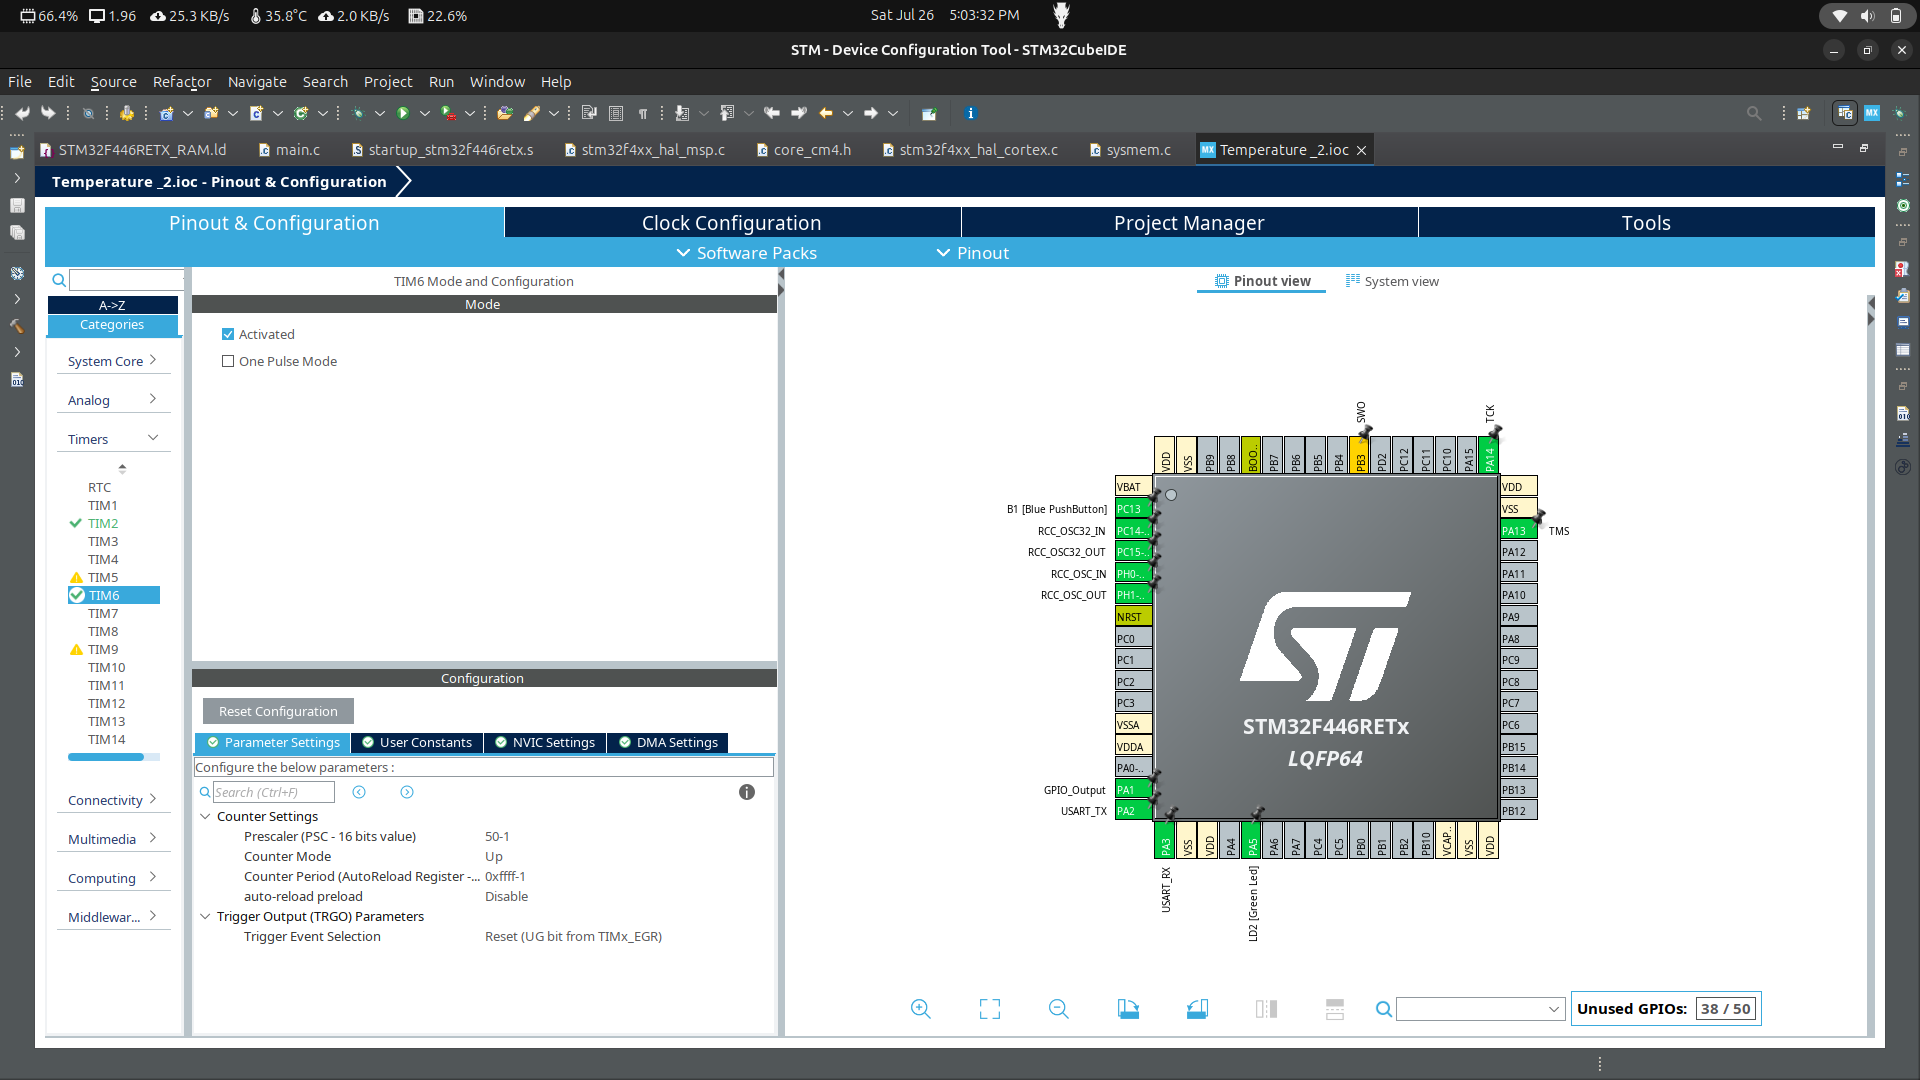 66.4% 1.96 25.3 KB/s 35.8°C 2.0 KB/s 22.6% Sat Jul 26 5:03:32 PM
STM - Device Configuration Tool - STM32CubeIDE
File Edit Source Refactor Navigate Search Project Run Window Help
STM32F446RETX_RAM.ld main.c startup_stm32f446retx.s stm32f4xx_hal_msp.c core_cm4.h stm32f4xx_hal_cortex.c sysmem.c MX Temperature _2.ioc
Temperature _2.ioc - Pinout & Configuration
Pinout & Configuration Clock Configuration Project Manager Tools
Software Packs Pinout
A->Z
Categories
System Core
Analog
Timers
RTC
TIM1
TIM2
TIM3
TIM4
TIM5
TIM6
TIM7
TIM8
TIM9
TIM10
TIM11
TIM12
TIM13
TIM14
Connectivity
Multimedia
Computing
Middlewar...
TIM6 Mode and Configuration
Mode
Activated
One Pulse Mode
Configuration
Reset Configuration
Parameter Settings User Constants NVIC Settings DMA Settings
Configure the below parameters :
Search (Ctrl+F)
Counter Settings
Prescaler (PSC - 16 bits value) 50-1
Counter Mode Up
Counter Period (AutoReload Register -... 0xffff-1
auto-reload preload Disable
Trigger Output (TRGO) Parameters
Trigger Event Selection Reset (UG bit from TIMx_EGR)
Pinout view System view
SWO TCK
VDD VSS PB9 PB8 BOO.. PB7 PB6 PB5 PB4 PB3 PD2 PC12 PC11 PC10 PA15 PA14
VBAT
B1 [Blue PushButton] PC13
RCC_OSC32_IN PC14-..
RCC_OSC32_OUT PC15-..
RCC_OSC_IN PH0-..
RCC_OSC_OUT PH1-..
NRST
PC0
PC1
PC2
PC3
VSSA
VDDA
PA0-..
GPIO_Output PA1
USART_TX PA2
VDD
VSS
PA13 TMS
PA12
PA11
PA10
PA9
PA8
PC9
PC8
PC7
PC6
PB15
PB14
PB13
PB12
ST
STM32F446RETx
LQFP64
PA3 VSS VDD PA4 PA5 PA6 PA7 PC4 PC5 PB0 PB1 PB2 PB10 VCAP.. VSS VDD
USART_RX LD2 [Green Led]
Unused GPIOs: 38 / 50